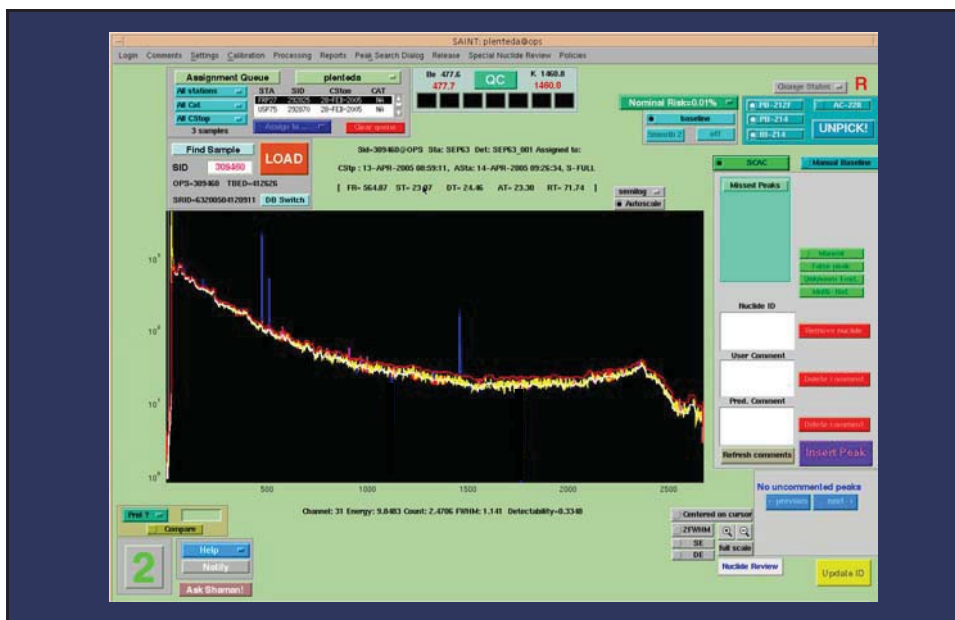 SAINT: plenteda@ops
Login Comments Settings Calibration Processing Reports Peak Search Dialog Release Special Nuclide Review Policies
Assignment Queue plenteda
All stations
All Cat
All CStop
3 samples
STA SID CStop CAT
FRP27 292825 28-FEB-2005 NA
USP75 292870 28-FEB-2005 NA
Assign to ... Clear queue
Be 477.6 QC K 1460.8
477.7 1460.8
Change Status: R
Nominal Risk=0.01%
baseline
Smooth 2 off
PB-212F AC-228
PB-214
BI-214
UNPICK!
Find Sample LOAD
SID 309460
OPS=309460 TBED=412626
SRID=63200504120911 DB Switch
Sid=309460@OPS Sta: SEP63 Det: SEP63_001 Assigned to:
CStp : 13-APR-2005 08:59:11, ASta: 14-APR-2005 09:26:34, S-FULL
[ FR= 564.87 ST= 23.07 DT= 24.46 AT= 23.30 RT= 71.74 ]
semilog
Autoscale
SCAC Manual Baseline
Missed Peaks
False peak
Nuclide ID
Remove nuclide
User Comment
Delete comment
Pred. Comment
Delete comment
Refresh comments Insert Peak
500 1000 1500 2000 2500
Channel: 31 Energy: 9.8483 Count: 2.4706 FWHM: 1.141 Detectability=0.3348
No uncommented peaks
previous next
Prel ?
Compare
Centered on cursor
2FWHM
SE
DE
full scale
2
Help
Notify
Ask Shaman!
Nuclide Review
Update ID